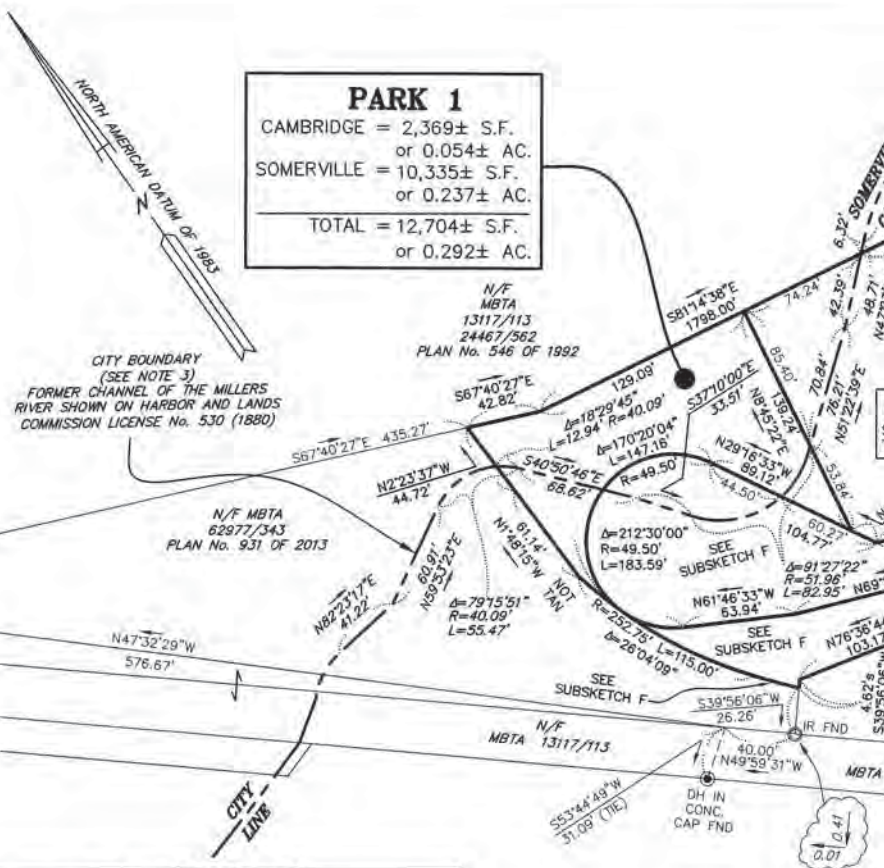 NORTH AMERICAN DATUM OF 1983
N
PARK 1
CAMBRIDGE = 2,369± S.F.
or 0.054± AC.
SOMERVILLE = 10,335± S.F.
or 0.237± AC.
TOTAL = 12,704± S.F.
or 0.292± AC.
N/F
MBTA
13117/113
24467/562
PLAN No. 546 OF 1992
CITY BOUNDARY
(SEE NOTE 3)
FORMER CHANNEL OF THE MILLERS
RIVER SHOWN ON HARBOR AND LANDS
COMMISSION LICENSE No. 530 (1880)
S67°40'27"E 435.27'
S67°40'27"E
42.82'
129.09'
S81°14'38"E
1798.00'
74.24'
6.32'
42.39'
48.71'
70.84'
76.21'
N51°22'39"E
85.40'
139.24'
N8°45'22"E
53.84'
S37°10'00"E
33.51'
Δ=18°29'45"
L=12.94' R=40.09'
Δ=170°20'04"
L=147.16'
R=49.50'
N29°16'33"W
89.12'
44.50'
60.27'
104.77'
S40°50'46"E
68.62'
N2°23'37"W
44.72'
N/F MBTA
62977/343
PLAN No. 931 OF 2013
60.91'
N59°53'23"E
N82°23'17"E
41.22'
61.14'
N1°48'15"W
NOT
TAN.
Δ=79°15'51"
R=40.09'
L=55.47'
Δ=212°30'00"
R=49.50'
L=183.59'
SEE
SUBSKETCH F
Δ=91°27'22"
R=51.96'
L=82.95'
N61°46'33"W
63.94'
R=252.75' L=115.00'
Δ=26°04'09"
SEE
SUBSKETCH F
103.17'
4.62's
S39°56'06"W
N47°32'29"W
576.67'
SEE
SUBSKETCH F
S39°56'06"W
26.26'
IR FND
N/F
MBTA 13117/113
40.00'
N49°59'31"W
MBTA
S53°44'49"W
31.09' (TIE)
DH IN
CONC.
CAP FND
CITY
LINE
0.41
0.01